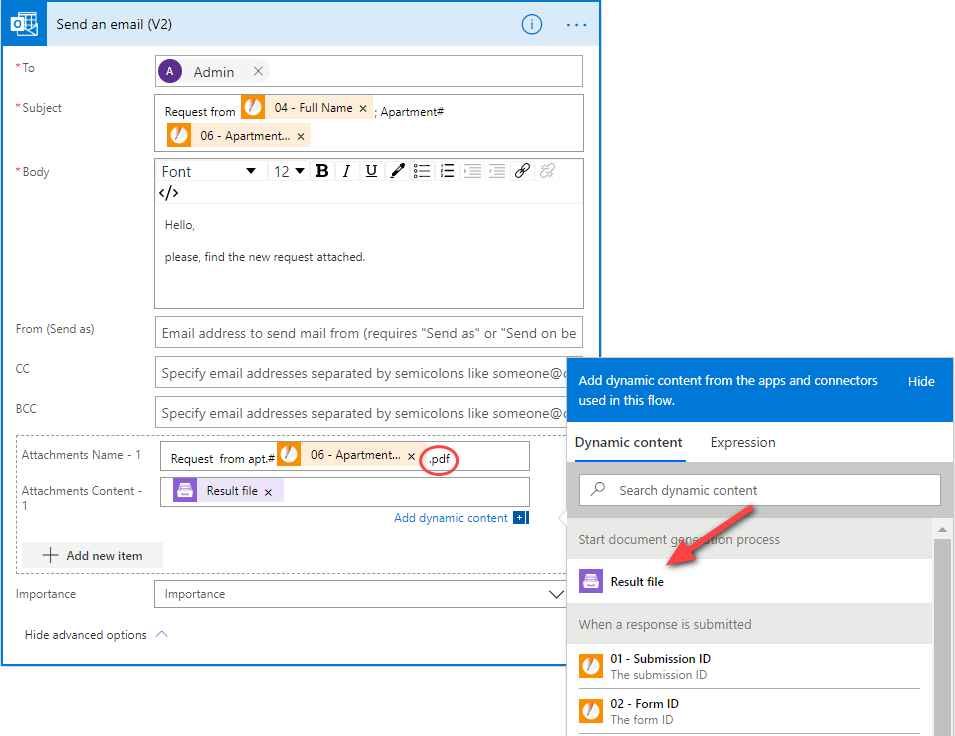 Send an email (V2)
* To
A Admin
* Subject
Request from 04 - Full Name × ; Apartment#
06 - Apartment... ×
* Body
Font 12 B I U
</>
Hello,
please, find the new request attached.
From (Send as)
Email address to send mail from (requires "Send as" or "Send on be
CC
Specify email addresses separated by semicolons like someone@c
BCC
Specify email addresses separated by semicolons like someone@c
Attachments Name - 1
Request from apt.# 06 - Apartment... × .pdf
Attachments Content -
1
Result file ×
Add dynamic content
Add new item
Importance
Importance
Hide advanced options
Add dynamic content from the apps and connectors
used in this flow.
Hide
Dynamic content Expression
Search dynamic content
Start document generation process
Result file
When a response is submitted
01 - Submission ID
The submission ID
02 - Form ID
The form ID